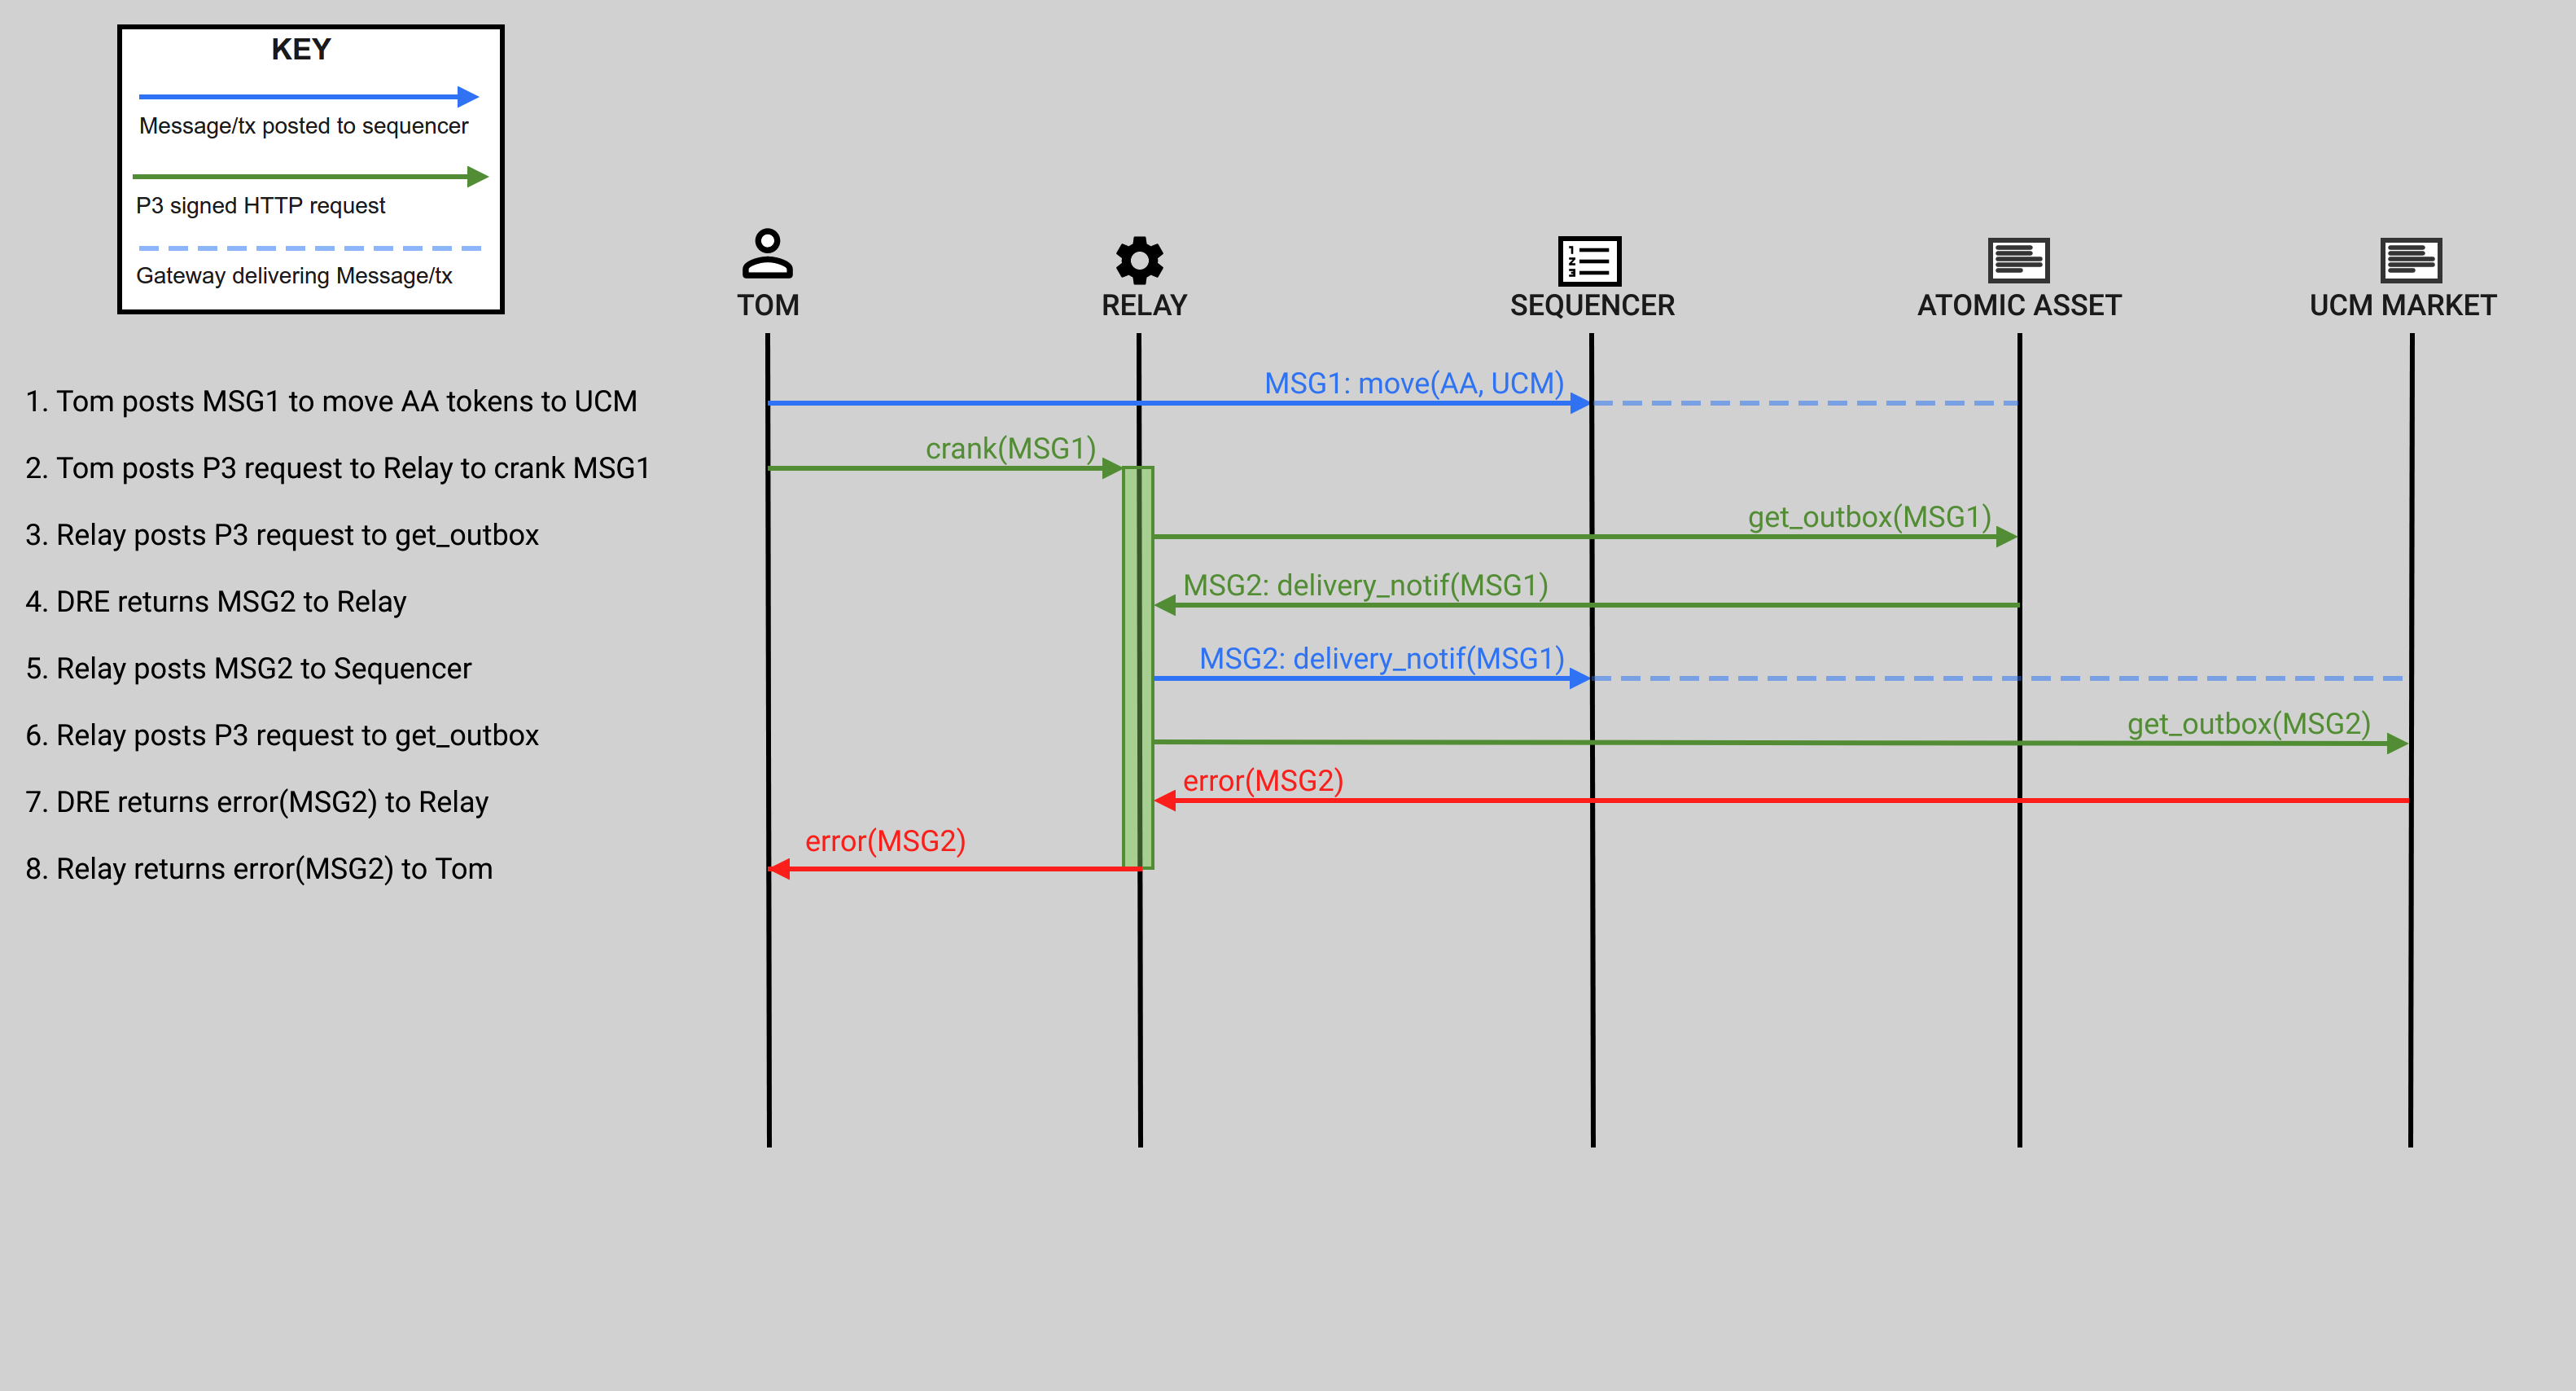 KEY
Message/tx posted to sequencer
P3 signed HTTP request
Gateway delivering Message/tx
1
2
3
TOM
RELAY
SEQUENCER
ATOMIC ASSET
UCM MARKET
1. Tom posts MSG1 to move AA tokens to UCM
MSG1: move(AA, UCM)
2. Tom posts P3 request to Relay to crank MSG1
crank(MSG1)
3. Relay posts P3 request to get_outbox
get_outbox(MSG1)
4. DRE returns MSG2 to Relay
MSG2: delivery_notif(MSG1)
5. Relay posts MSG2 to Sequencer
MSG2: delivery_notif(MSG1)
6. Relay posts P3 request to get_outbox
get_outbox(MSG2)
7. DRE returns error(MSG2) to Relay
error(MSG2)
8. Relay returns error(MSG2) to Tom
error(MSG2)